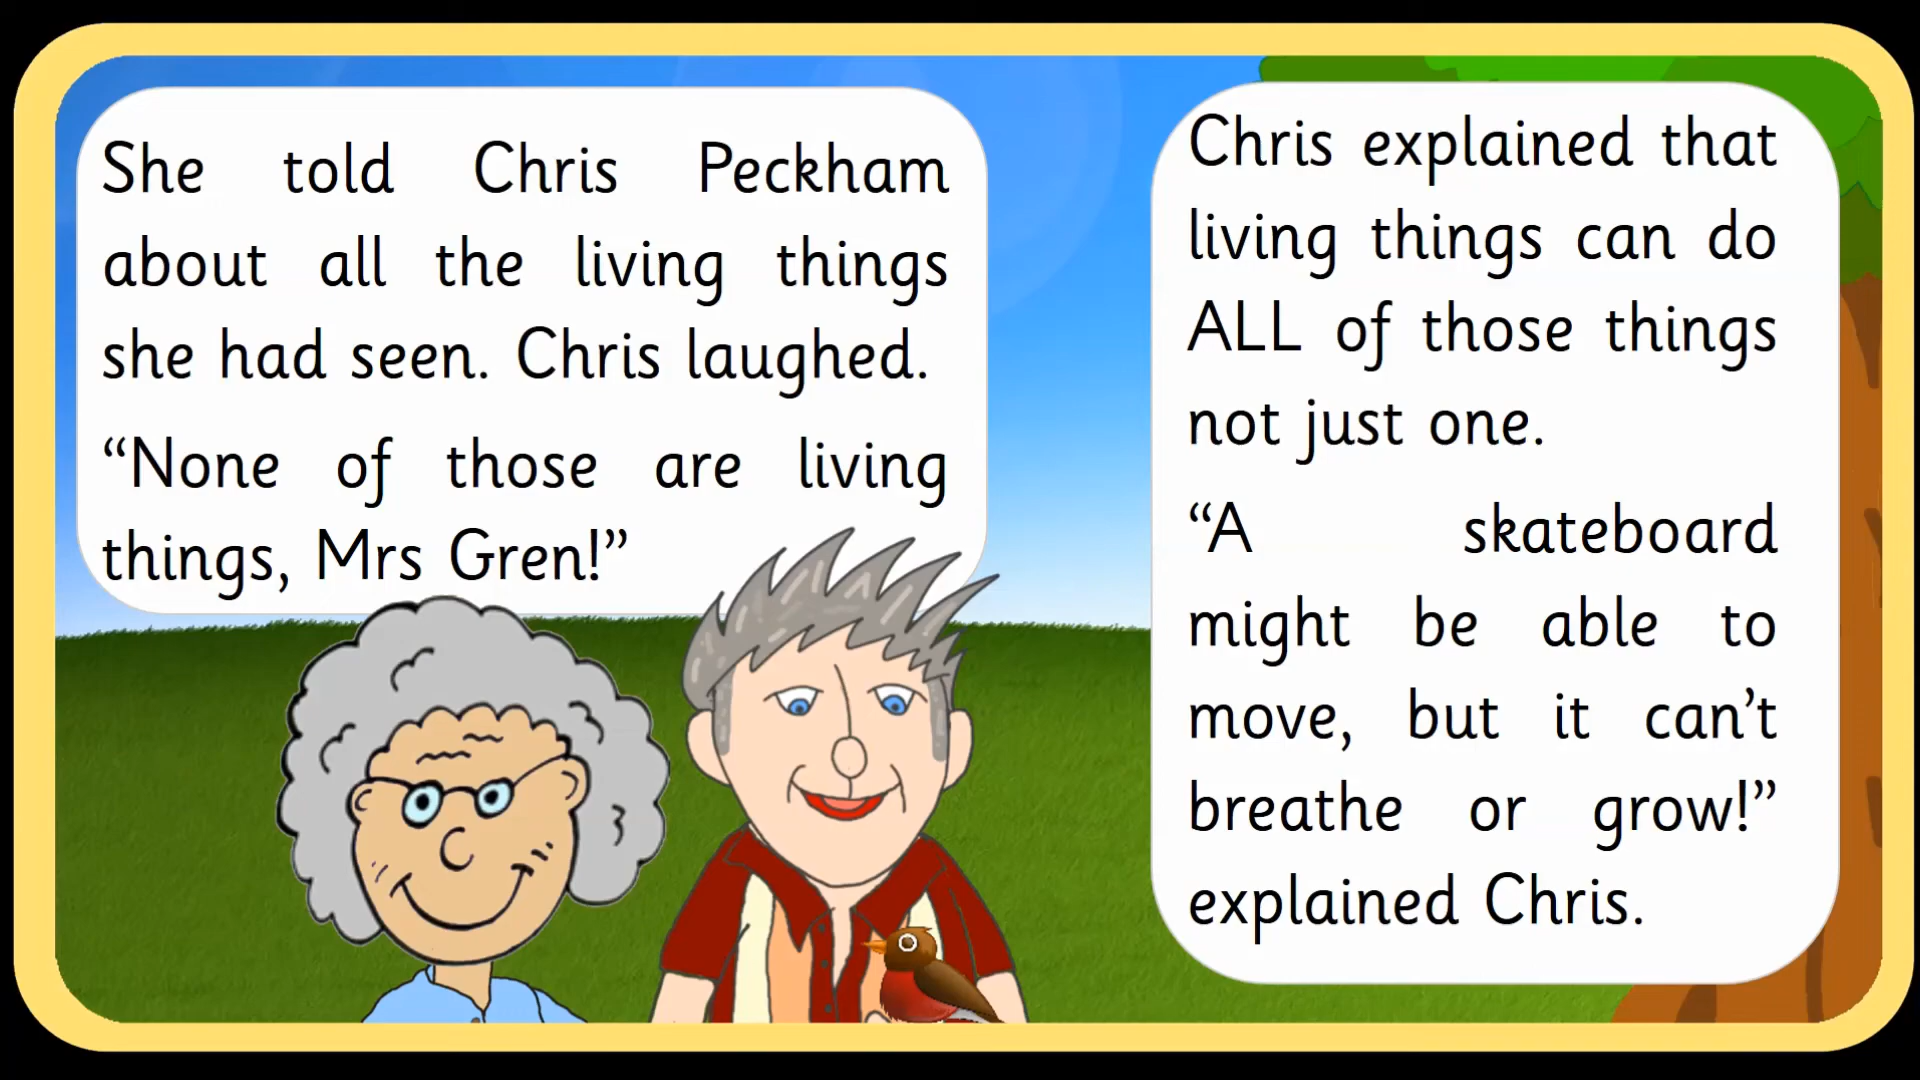 She told Chris Peckham
about all the living things
she had seen. Chris laughed.
“None of those are living
things, Mrs Gren!”
Chris explained that
living things can do
ALL of those things
not just one.
“A skateboard
might be able to
move, but it can’t
breathe or grow!”
explained Chris.